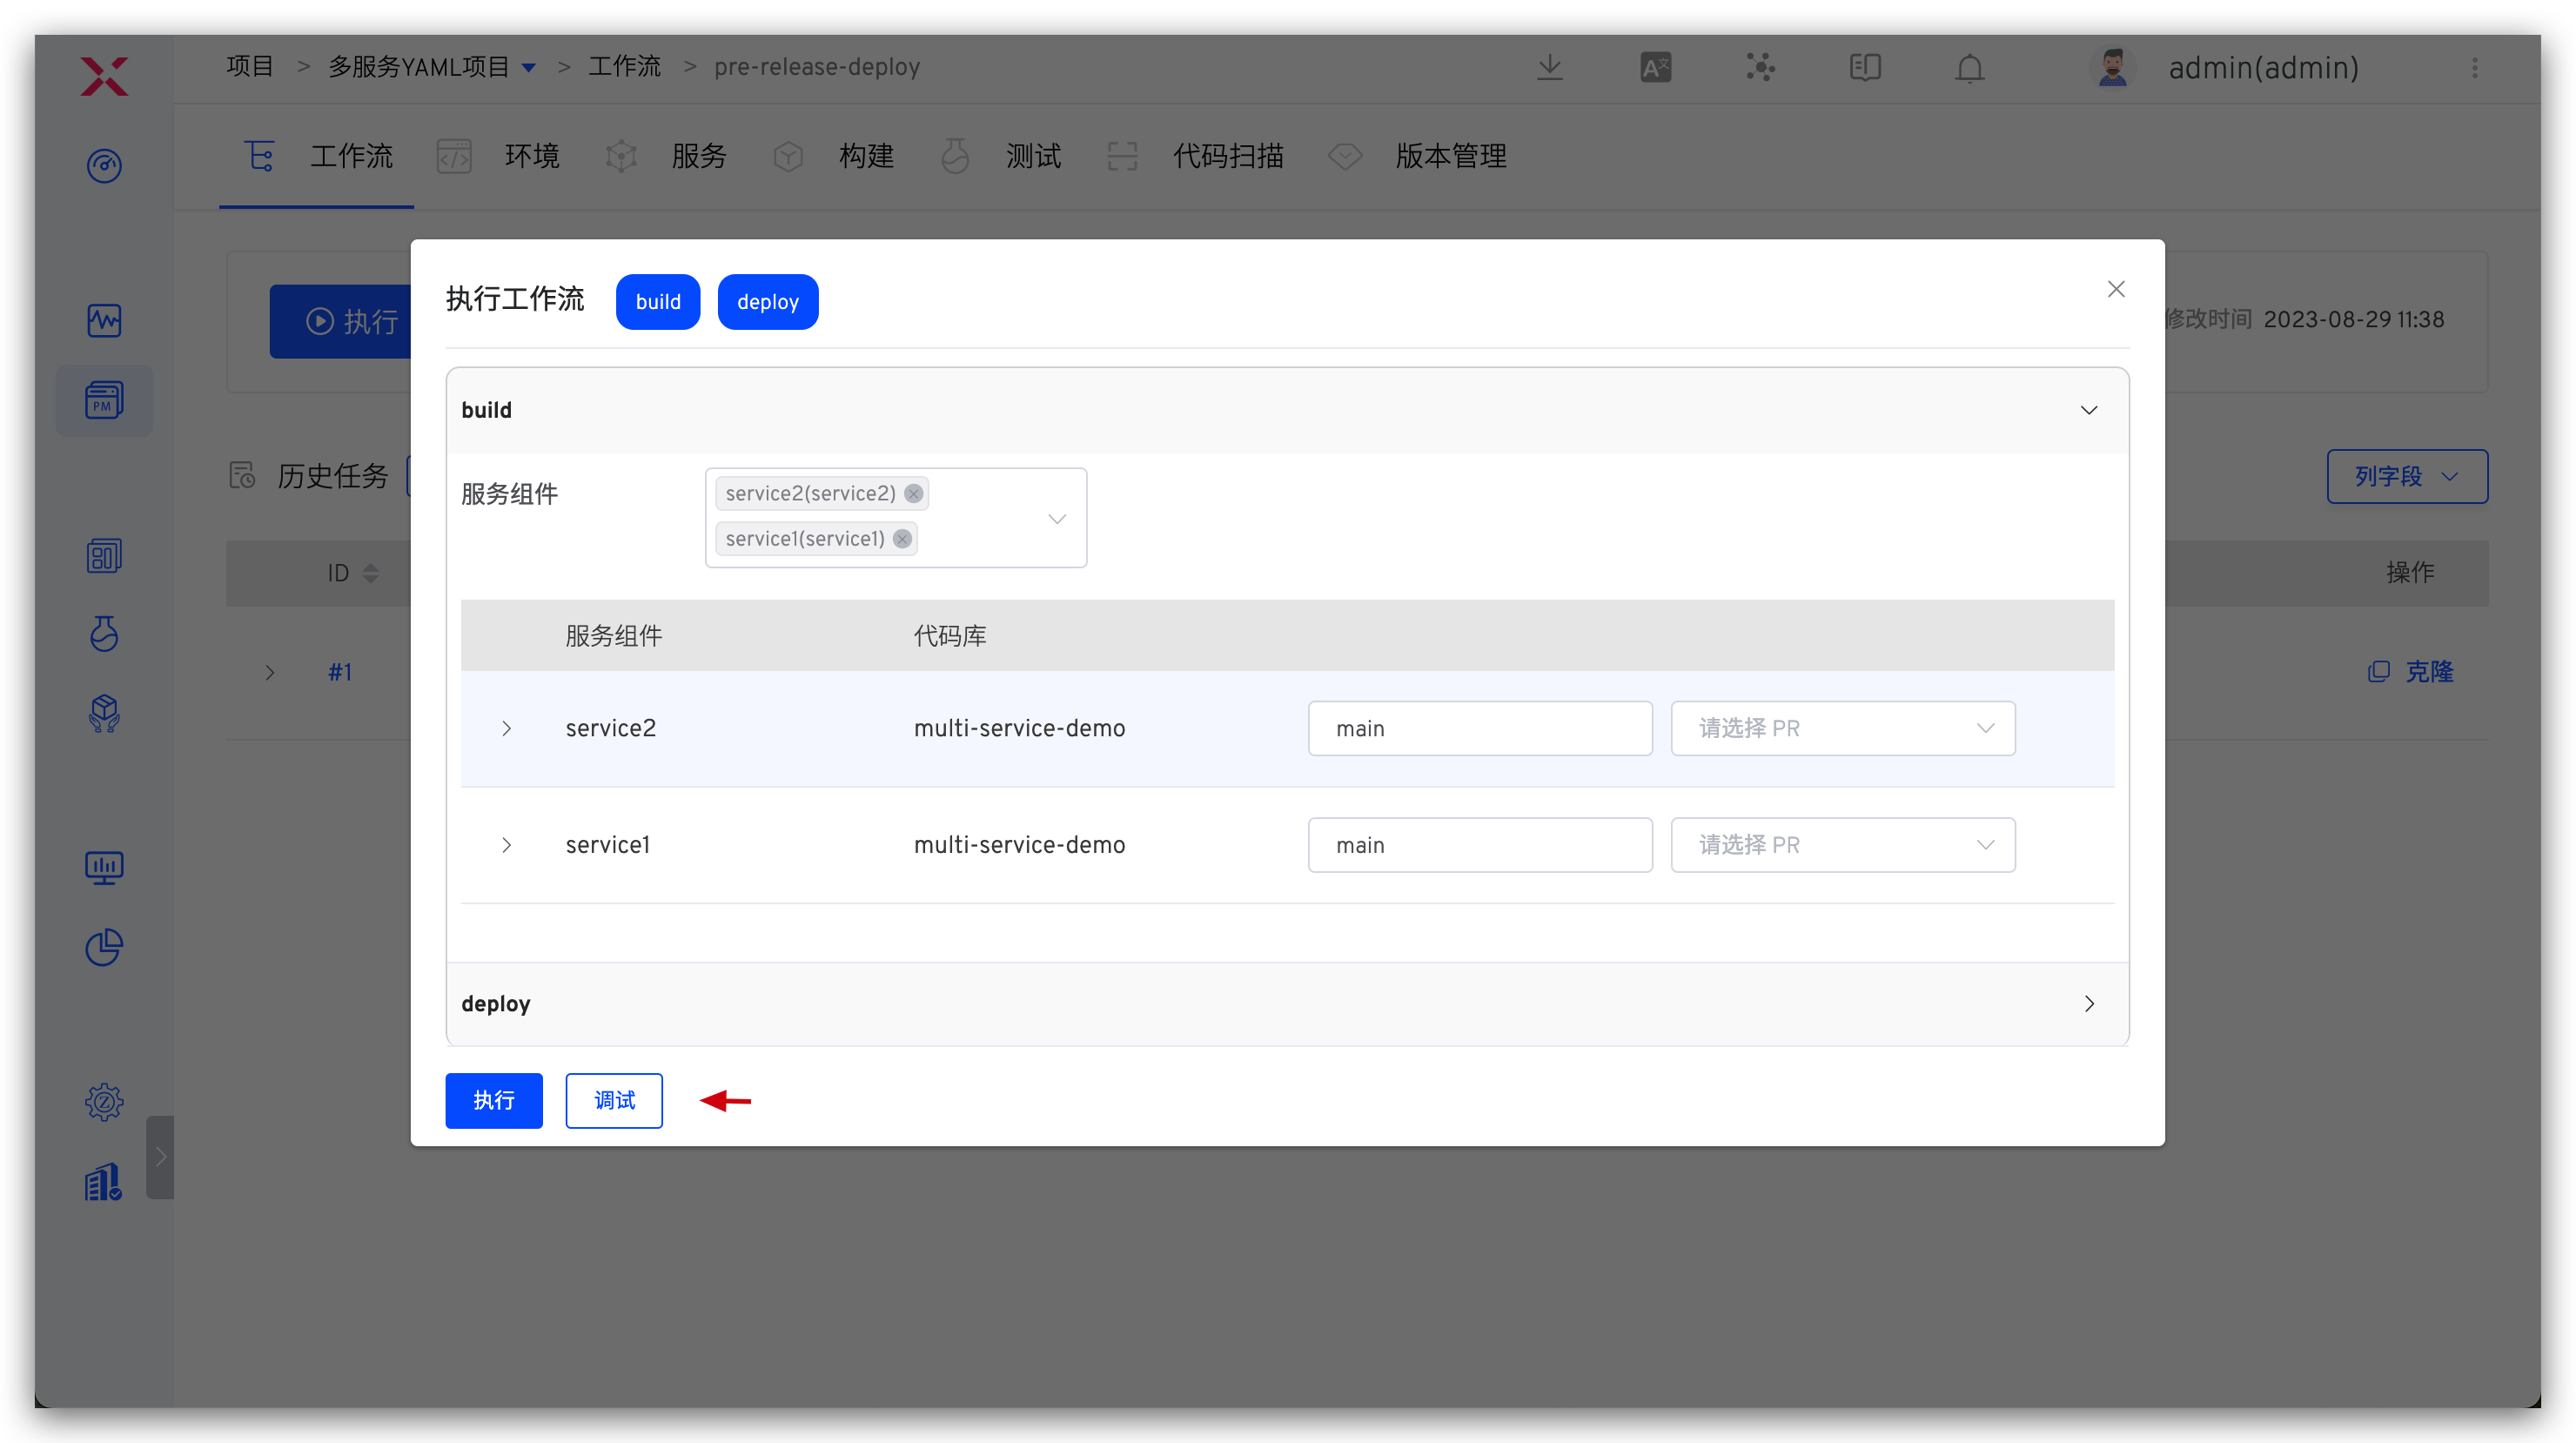 项目 > 多服务YAML项目 > 工作流 > pre-release-deploy
admin(admin)
工作流 环境 服务 构建 测试 代码扫描 版本管理
执行
修改时间 2023-08-29 11:38
PM
历史任务
列字段
ID
操作
#1
克隆
执行工作流 build deploy
build
服务组件
service2(service2)
service1(service1)
服务组件 代码库
service2 multi-service-demo main 请选择 PR
service1 multi-service-demo main 请选择 PR
deploy
执行 调试